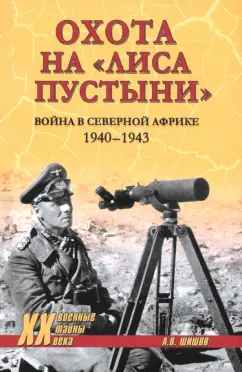 ОХОТА
НА «ЛИСА
ПУСТЫНИ»
ВОЙНА В СЕВЕРНОЙ АФРИКЕ
1940–1943
XX ВОЕННЫЕ
ТАЙНЫ
ВЕКА
А.В. ШИШОВ